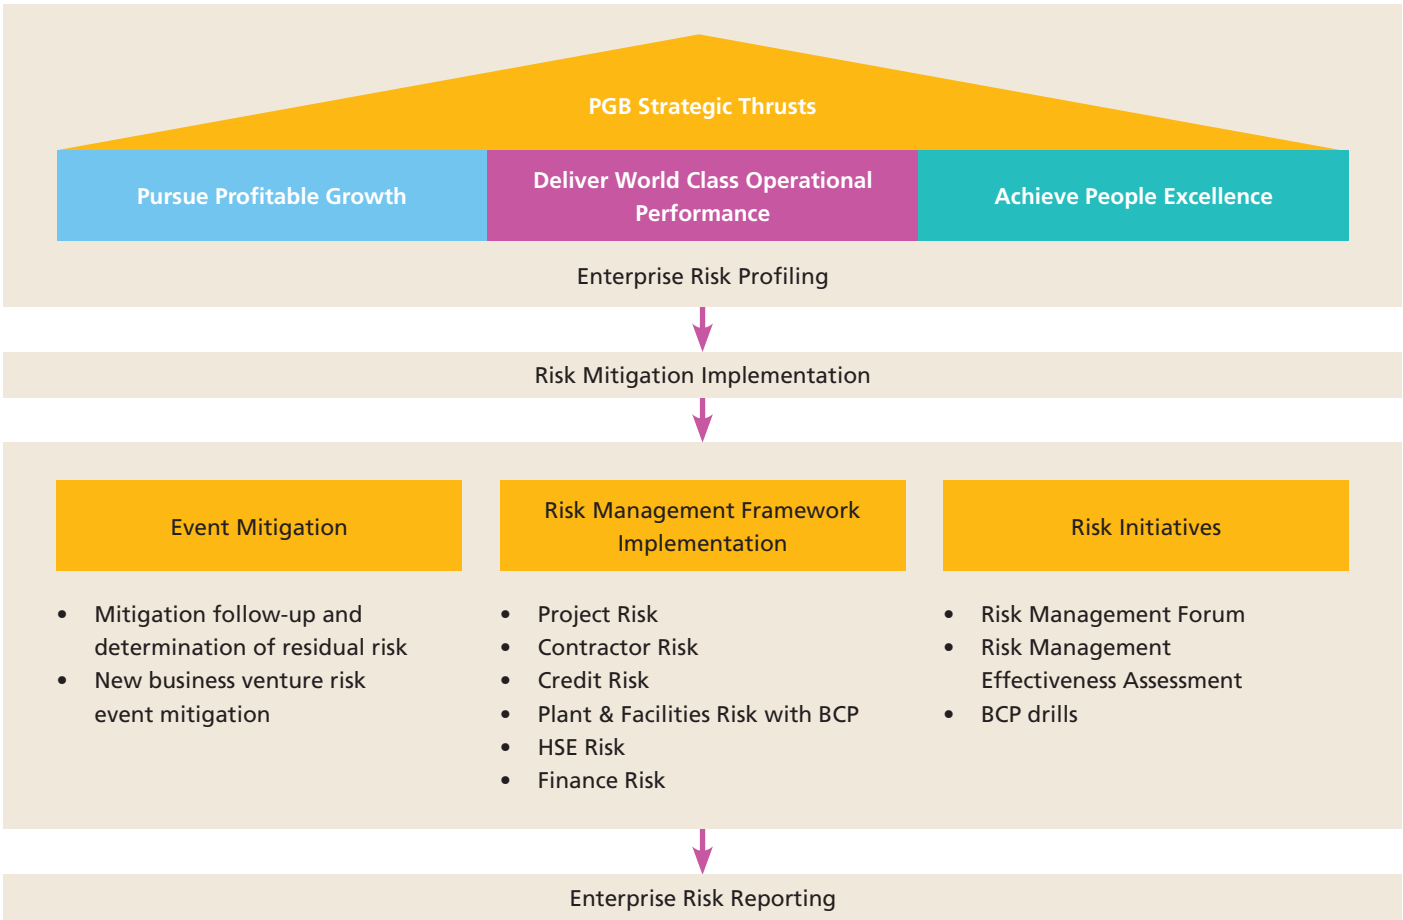 PGB Strategic Thrusts
Pursue Profitable Growth
Deliver World Class Operational
Performance
Achieve People Excellence
Enterprise Risk Profiling
Risk Mitigation Implementation
Event Mitigation
• Mitigation follow-up and
determination of residual risk
• New business venture risk
event mitigation
Risk Management Framework
Implementation
• Project Risk
• Contractor Risk
• Credit Risk
• Plant & Facilities Risk with BCP
• HSE Risk
• Finance Risk
Risk Initiatives
• Risk Management Forum
• Risk Management
Effectiveness Assessment
• BCP drills
Enterprise Risk Reporting